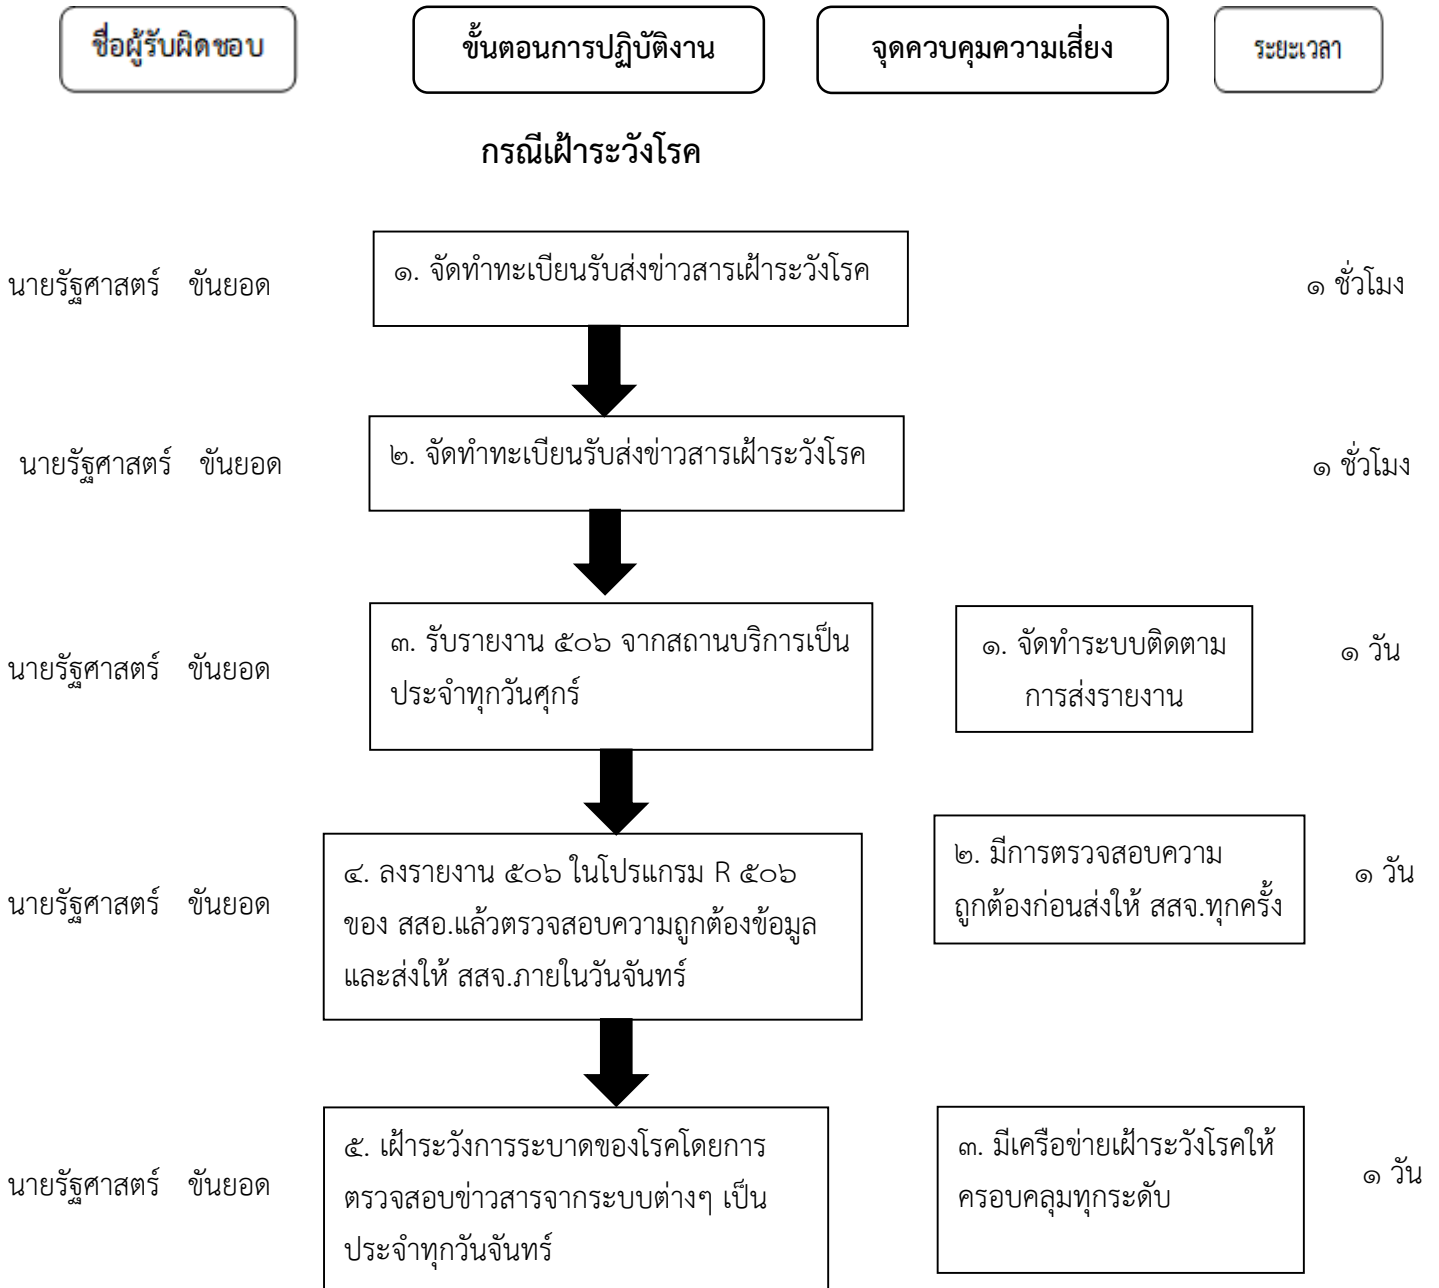 ชื่อผู้รับผิดชอบ ขั้นตอนการปฏิบัติงาน จุดควบคุมความเสี่ยง ระยะเวลา
กรณีเฝ้าระวังโรค
นายรัฐศาสตร์ ขันยอด
๑. จัดทำทะเบียนรับส่งข่าวสารเฝ้าระวังโรค
๑ ชั่วโมง
นายรัฐศาสตร์ ขันยอด
๒. จัดทำทะเบียนรับส่งข่าวสารเฝ้าระวังโรค
๑ ชั่วโมง
นายรัฐศาสตร์ ขันยอด
๓. รับรายงาน ๕๐๖ จากสถานบริการเป็น
ประจำทุกวันศุกร์
๑. จัดทำระบบติดตาม
การส่งรายงาน
๑ วัน
นายรัฐศาสตร์ ขันยอด
๔. ลงรายงาน ๕๐๖ ในโปรแกรม R ๕๐๖
ของ สสอ.แล้วตรวจสอบความถูกต้องข้อมูล
และส่งให้ สสจ.ภายในวันจันทร์
๒. มีการตรวจสอบความ
ถูกต้องก่อนส่งให้ สสจ.ทุกครั้ง
๑ วัน
นายรัฐศาสตร์ ขันยอด
๕. เฝ้าระวังการระบาดของโรคโดยการ
ตรวจสอบข่าวสารจากระบบต่างๆ เป็น
ประจำทุกวันจันทร์
๓. มีเครือข่ายเฝ้าระวังโรคให้
ครอบคลุมทุกระดับ
๑ วัน